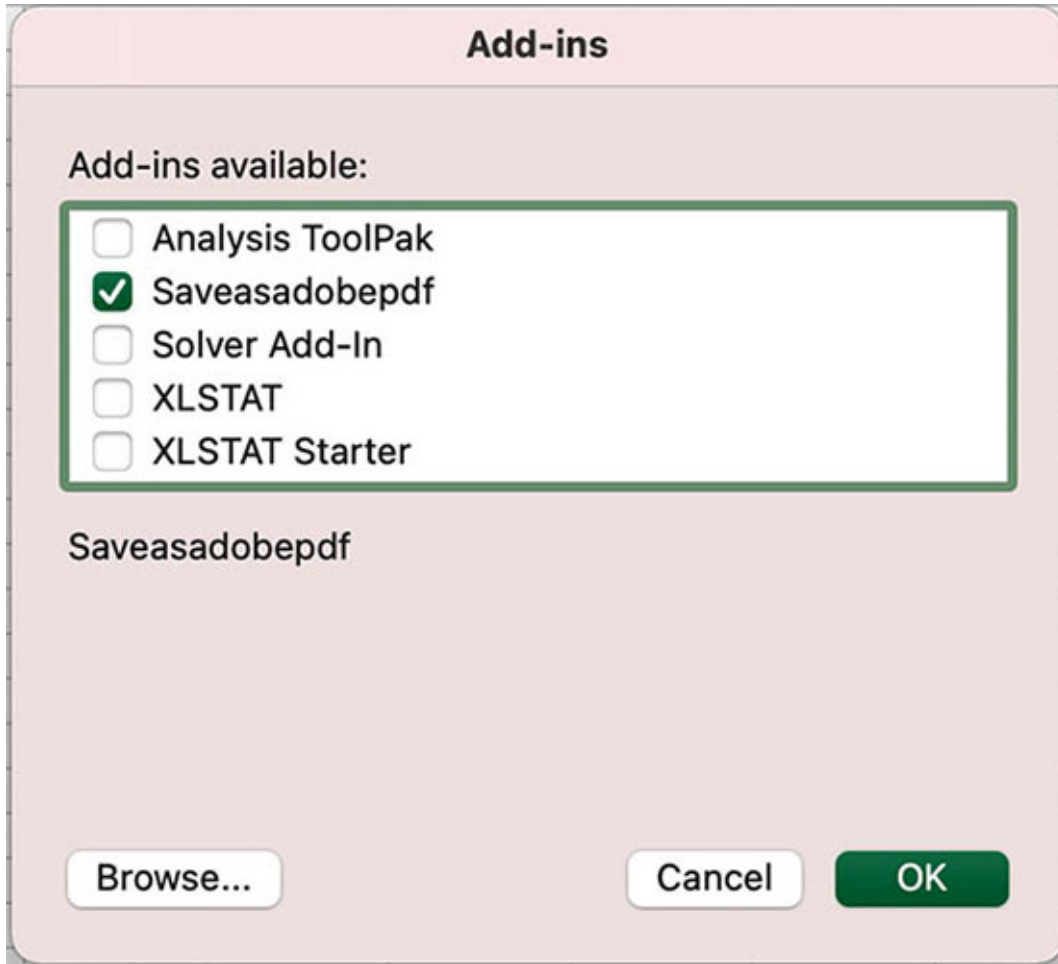 Add-ins
Add-ins available:
Analysis ToolPak
Saveasadobepdf
Solver Add-In
XLSTAT
XLSTAT Starter
Saveasadobepdf
Browse...
Cancel
OK